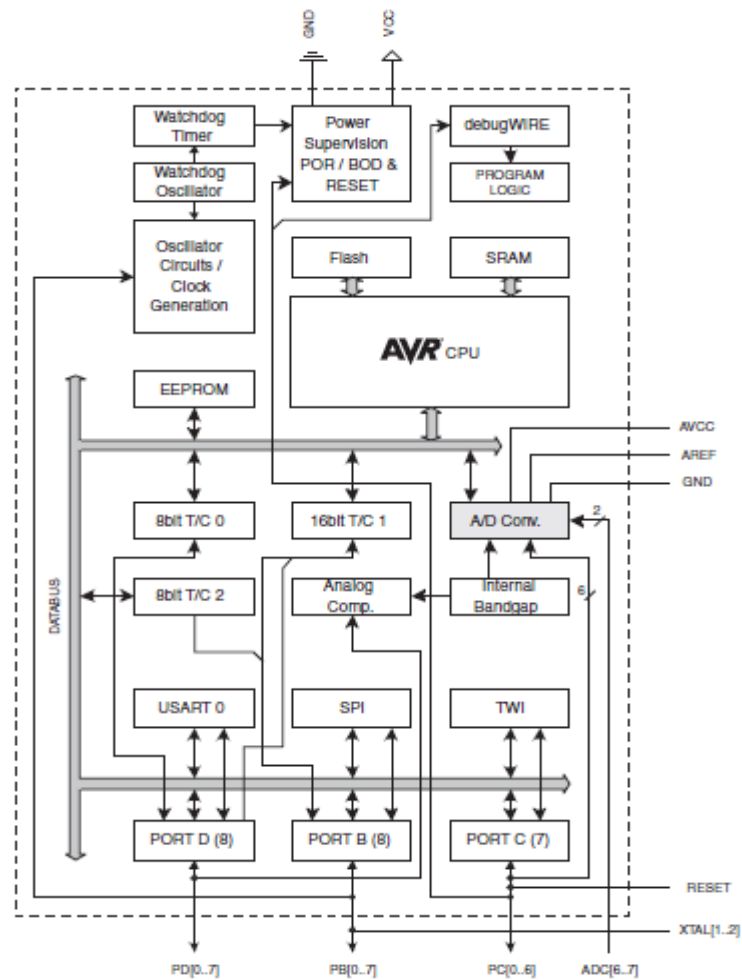 GND
VCC
Watchdog
Timer
Power
Supervision
POR / BOD &
RESET
debugWIRE
Watchdog
Oscillator
PROGRAM
LOGIC
Oscillator
Circuits /
Clock
Generation
Flash
SRAM
AVR CPU
EEPROM
AVCC
AREF
GND
8bit T/C 0
16bit T/C 1
A/D Conv.
2
DATABUS
8bit T/C 2
Analog
Comp.
Internal
Bandgap
6
USART 0
SPI
TWI
PORT D (8)
PORT B (8)
PORT C (7)
RESET
XTAL[1..2]
PD[0..7]
PB[0..7]
PC[0..6]
ADC[6..7]